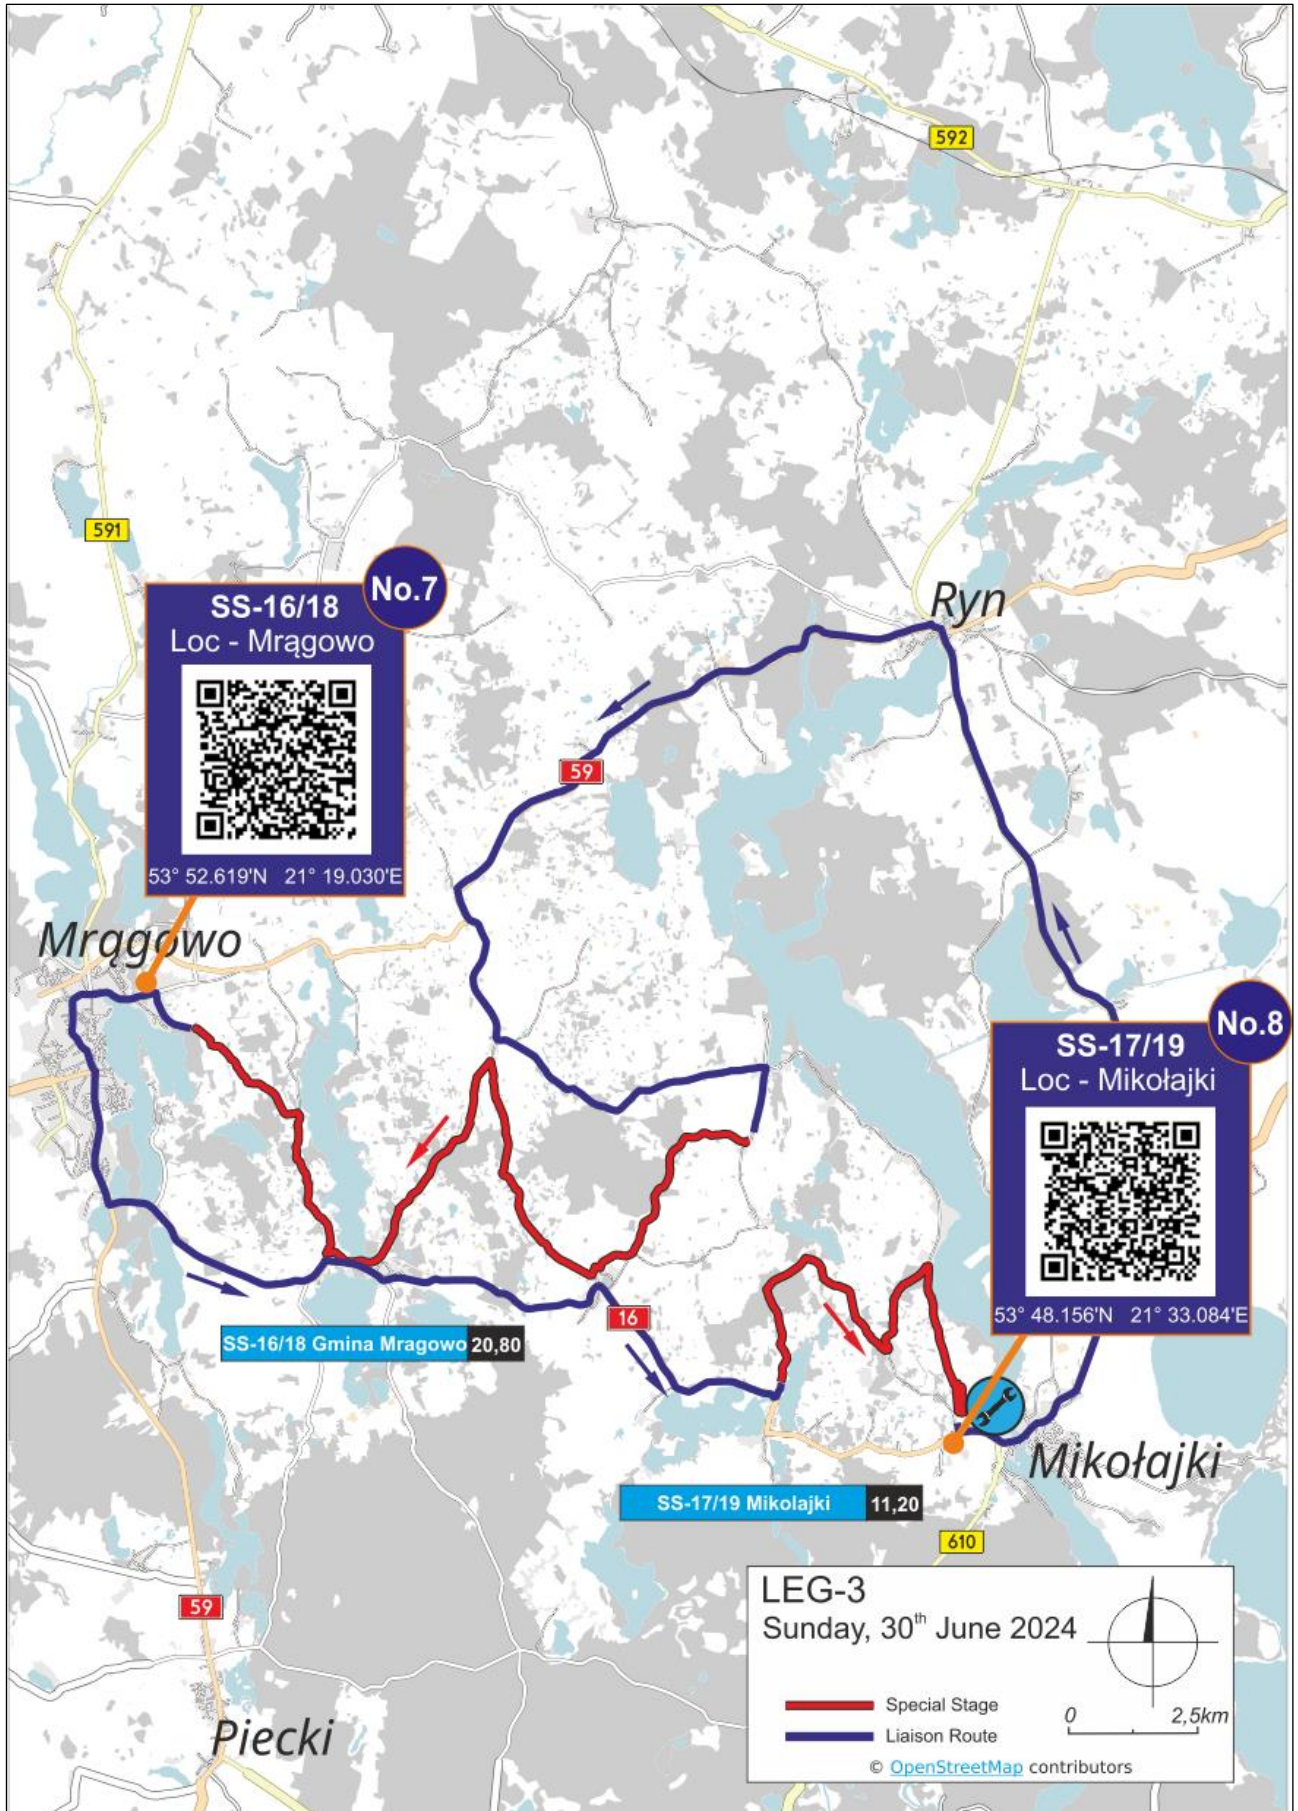 592
591
No.7
SS-16/18
Loc - Mrągowo
53° 52.619'N 21° 19.030'E
Ryn
59
Mrągowo
No.8
SS-17/19
Loc - Mikołajki
53° 48.156'N 21° 33.084'E
16
SS-16/18 Gmina Mragowo 20,80
Mikołajki
SS-17/19 Mikolajki 11,20
610
LEG-3
Sunday, 30th June 2024
59
Special Stage
0 2,5km
Liaison Route
Piecki
© OpenStreetMap contributors